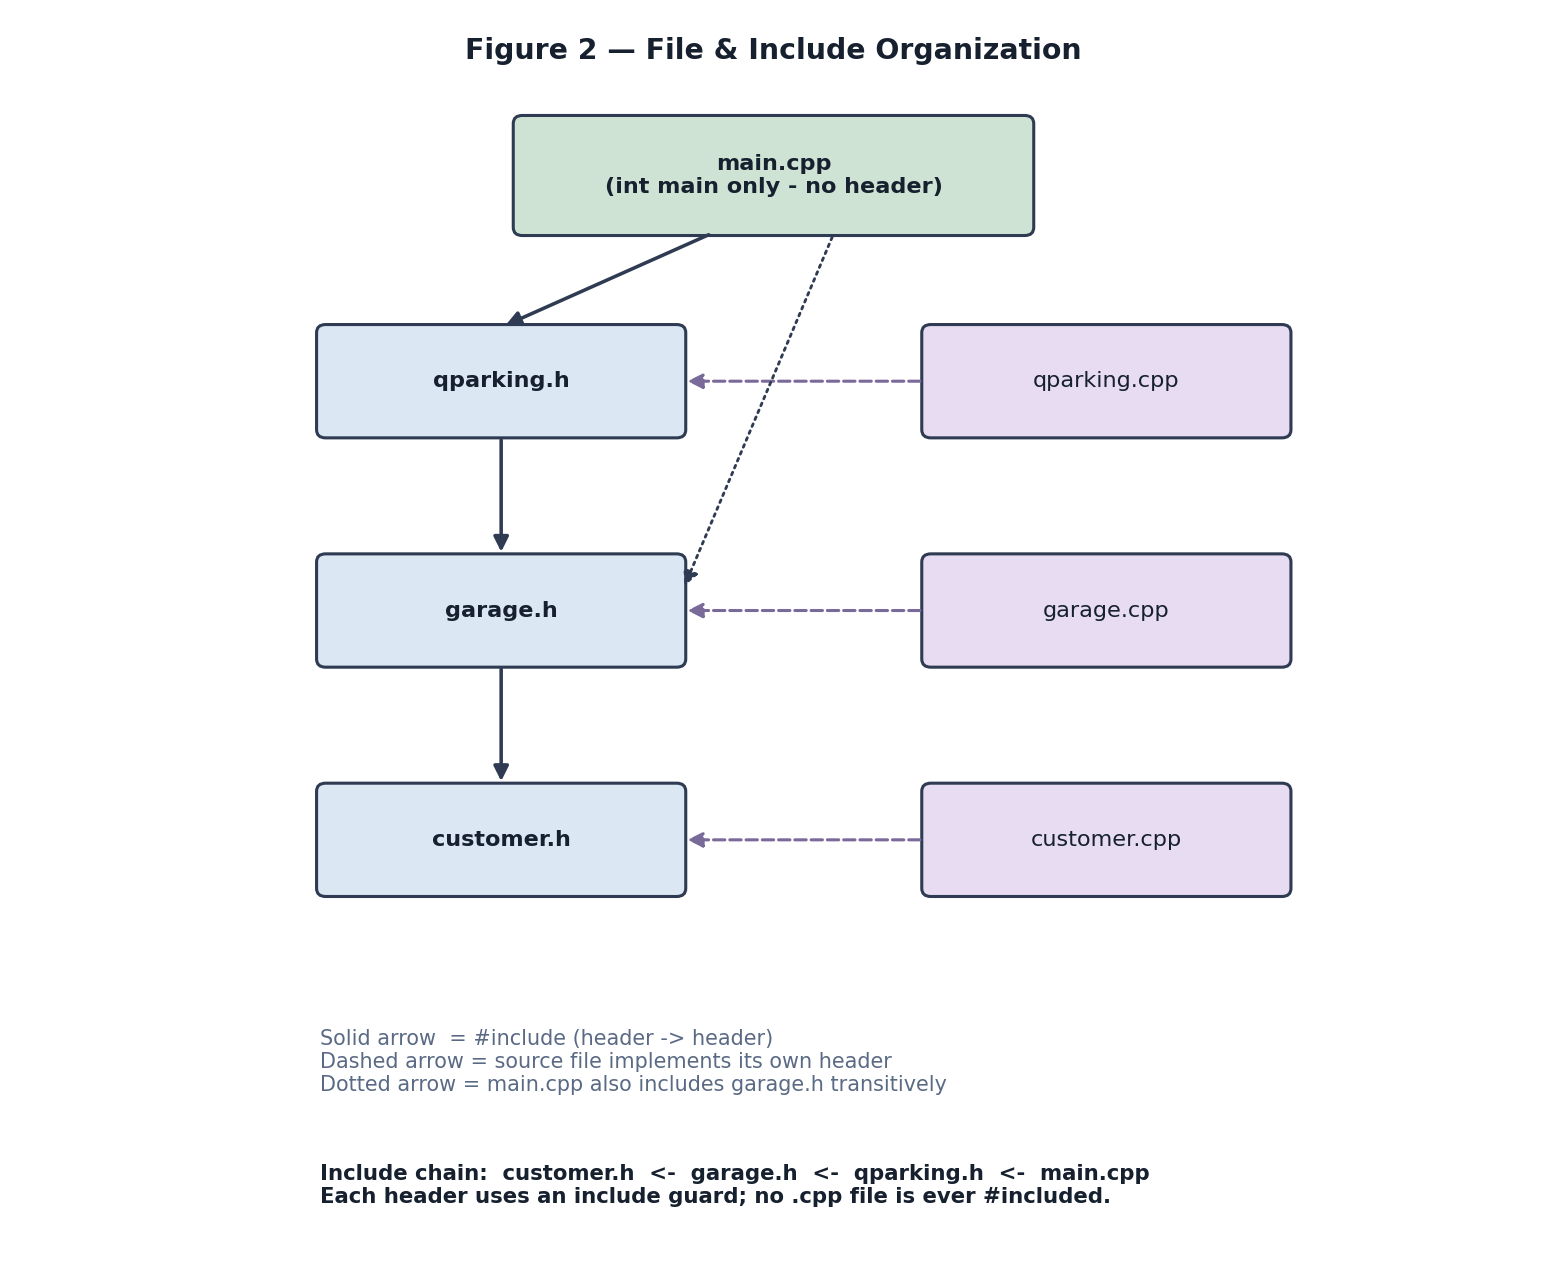 Figure 2 — File & Include Organization
main.cpp
(int main only - no header)
qparking.h
qparking.cpp
garage.h
garage.cpp
customer.h
customer.cpp
Solid arrow  = #include (header -> header)
Dashed arrow = source file implements its own header
Dotted arrow = main.cpp also includes garage.h transitively
Include chain:  customer.h  <-  garage.h  <-  qparking.h  <-  main.cpp
Each header uses an include guard; no .cpp file is ever #included.